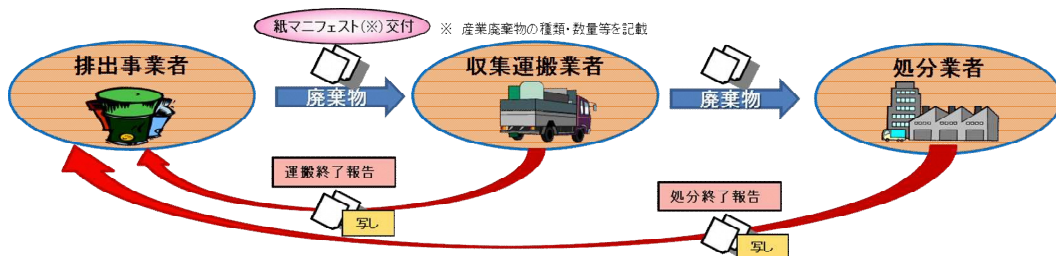 紙マニフェスト(※)交付
※ 産業廃棄物の種類・数量等を記載
排出事業者
収集運搬業者
処分業者
廃棄物
廃棄物
運搬終了報告
写し
処分終了報告
写し